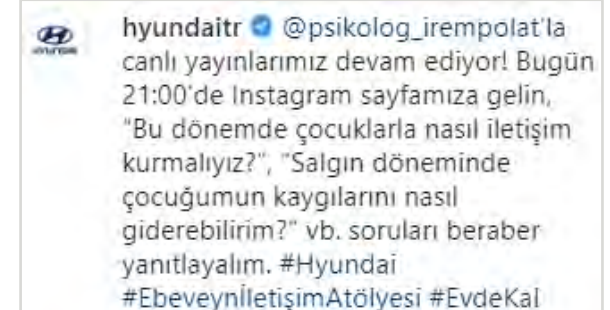 hyundaitr @psikolog_irempolat'la
canlı yayınlarımız devam ediyor! Bugün
21:00'de Instagram sayfamıza gelin,
"Bu dönemde çocuklarla nasıl iletişim
kurmalıyız?", "Salgın döneminde
çocuğumun kaygılarını nasıl
giderebilirim?" vb. soruları beraber
yanıtlayalım. #Hyundai
#EbeveynİletişimAtölyesi #EvdeKal